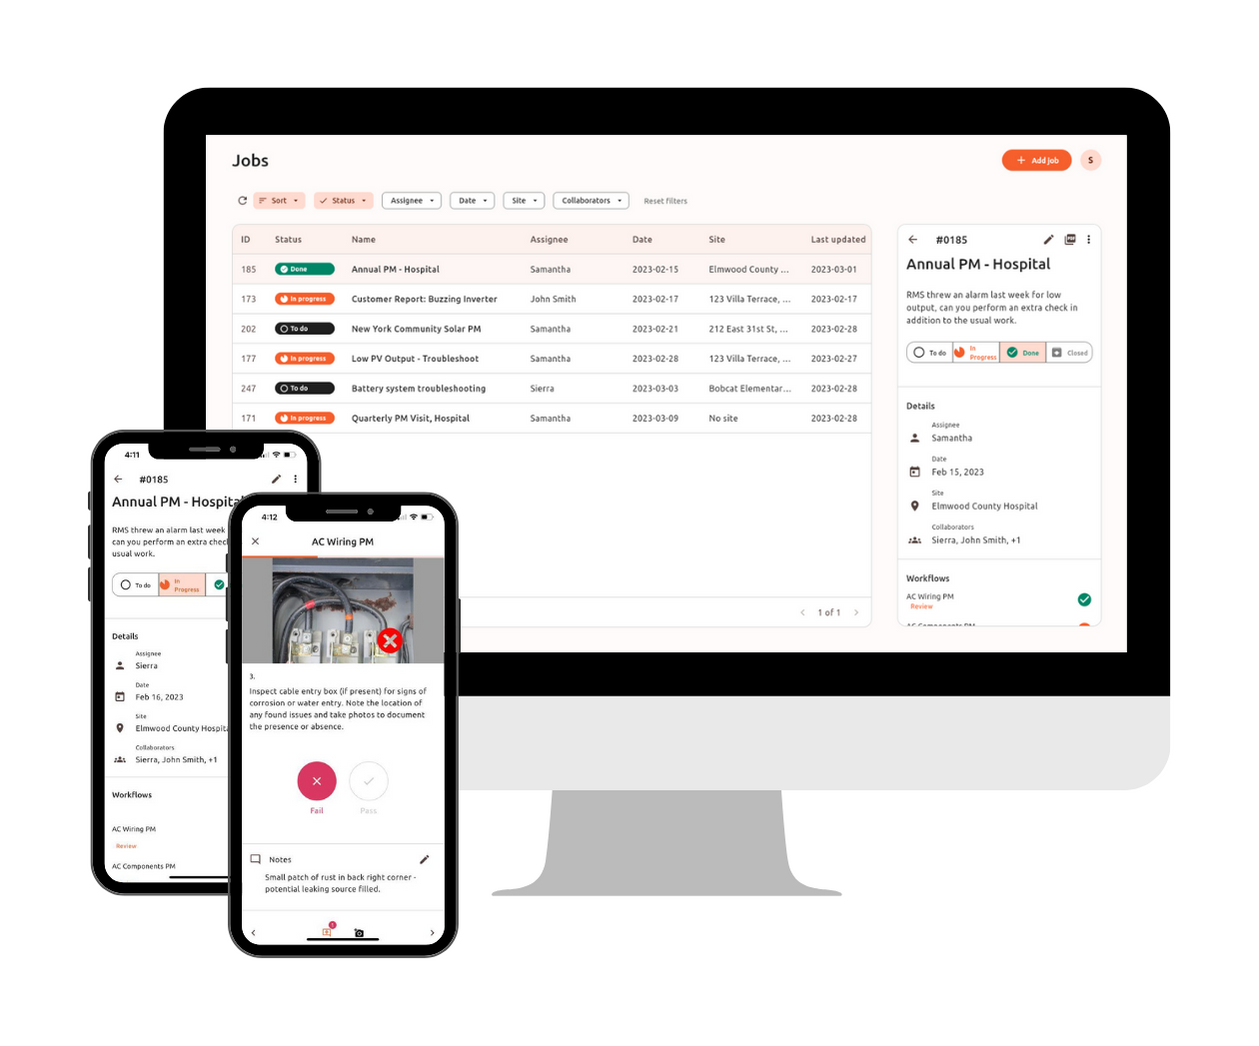 Jobs
+ Add job
S
Sort
Status
Assignee
Date
Site
Collaborators
Reset filters
ID Status Name Assignee Date Site Last updated
185 Done Annual PM - Hospital Samantha 2023-02-15 Elmwood County ... 2023-03-01
173 In progress Customer Report: Buzzing Inverter John Smith 2023-02-17 123 Villa Terrace, ... 2023-02-17
202 To do New York Community Solar PM Samantha 2023-02-21 212 East 31st St, ... 2023-02-28
177 In progress Low PV Output - Troubleshoot Samantha 2023-02-28 123 Villa Terrace, ... 2023-02-27
247 To do Battery system troubleshooting Sierra 2023-03-03 Bobcat Elementar... 2023-02-28
171 In progress Quarterly PM Visit, Hospital Samantha 2023-03-09 No site 2023-02-28
1 of 1
#0185
PDF
Annual PM - Hospital
RMS threw an alarm last week for low
output, can you perform an extra check in
addition to the usual work.
To do
In
Progress
Done
Closed
Details
Assignee
Samantha
Date
Feb 15, 2023
Site
Elmwood County Hospital
Collaborators
Sierra, John Smith, +1
Workflows
AC Wiring PM
Review
AC Components PM
4:11
#0185
Annual PM - Hospita
RMS threw an alarm last week
can you perform an extra chec
usual work.
To do
In
Progress
Details
Assignee
Sierra
Date
Feb 16, 2023
Site
Elmwood County Hospita
Collaborators
Sierra, John Smith, +1
Workflows
AC Wiring PM
Review
AC Components PM
4:12
AC Wiring PM
3.
Inspect cable entry box (if present) for signs of
corrosion or water entry. Note the location of
any found issues and take photos to document
the presence or absence.
Fail
Pass
Notes
Small patch of rust in back right corner -
potential leaking source filled.
1